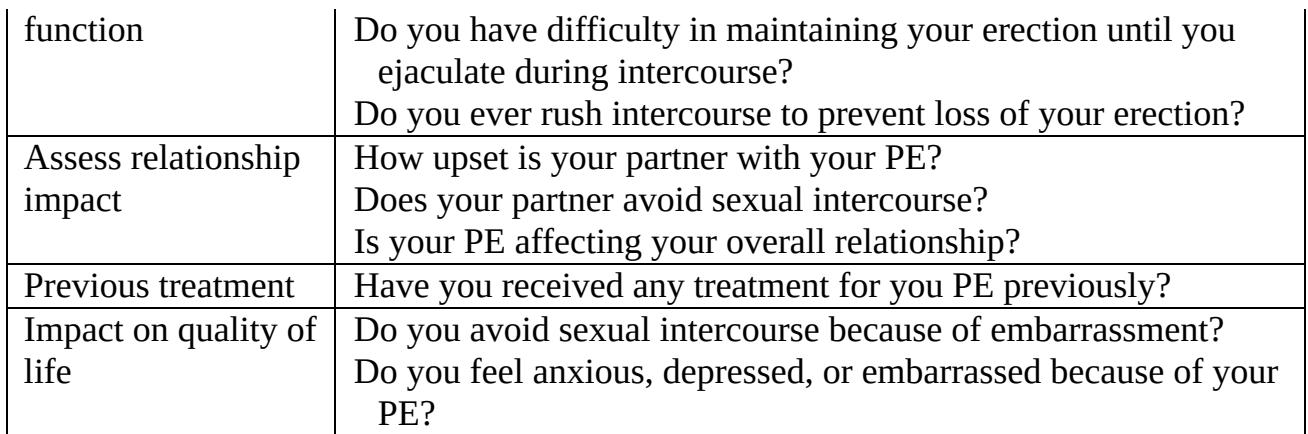 function
Do you have difficulty in maintaining your erection until you
ejaculate during intercourse?
Do you ever rush intercourse to prevent loss of your erection?
Assess relationship
impact
How upset is your partner with your PE?
Does your partner avoid sexual intercourse?
Is your PE affecting your overall relationship?
Previous treatment
Have you received any treatment for you PE previously?
Impact on quality of
life
Do you avoid sexual intercourse because of embarrassment?
Do you feel anxious, depressed, or embarrassed because of your
PE?